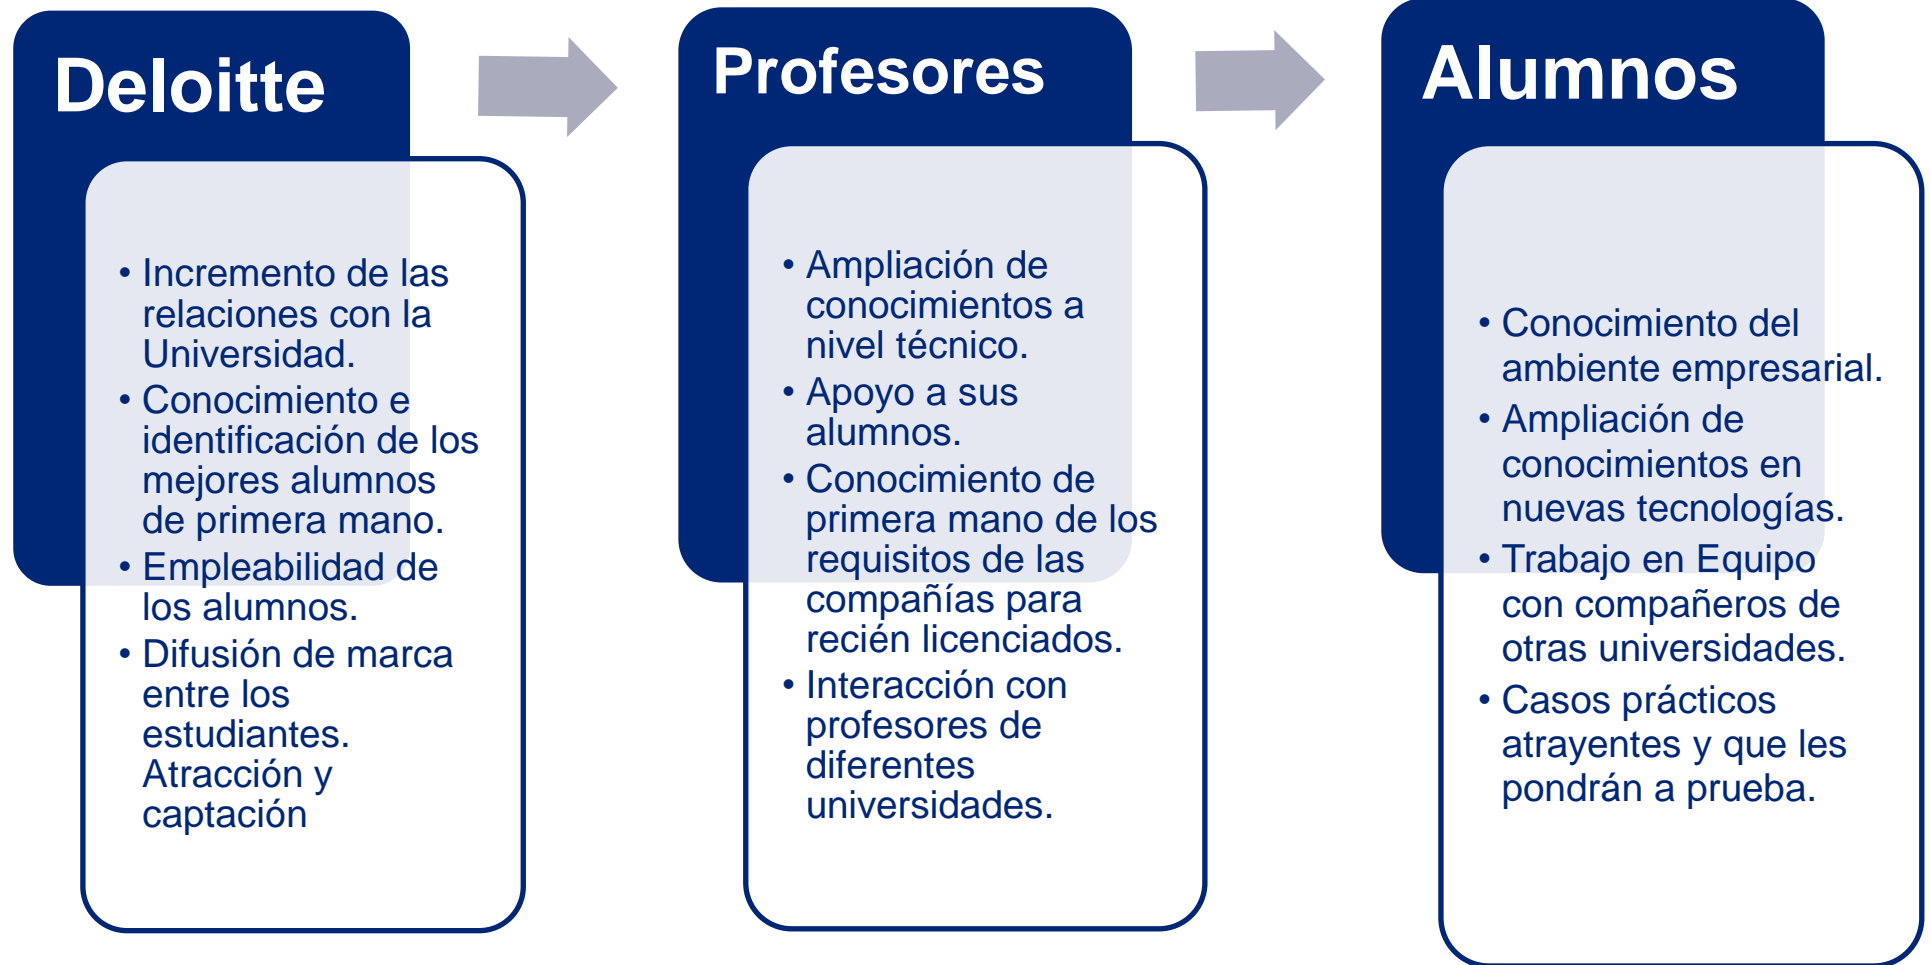 Deloitte
• Incremento de las
relaciones con la
Universidad.
• Conocimiento e
identificación de los
mejores alumnos
de primera mano.
• Empleabilidad de
los alumnos.
• Difusión de marca
entre los
estudiantes.
Atracción y
captación
Profesores
• Ampliación de
conocimientos a
nivel técnico.
• Apoyo a sus
alumnos.
• Conocimiento de
primera mano de los
requisitos de las
compañías para
recién licenciados.
• Interacción con
profesores de
diferentes
universidades.
Alumnos
• Conocimiento del
ambiente empresarial.
• Ampliación de
conocimientos en
nuevas tecnologías.
• Trabajo en Equipo
con compañeros de
otras universidades.
• Casos prácticos
atrayentes y que les
pondrán a prueba.